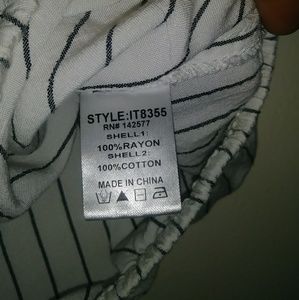 STYLE:IT8355
RN# 142577
SHELL1:
100%RAYON
SHELL2:
100%COTTON
MADE IN CHINA